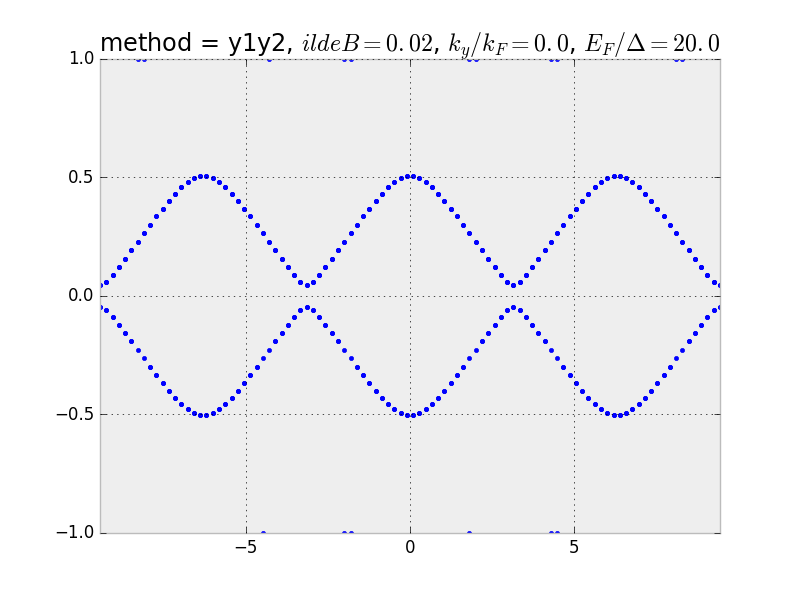 method = y1y2, ildeB = 0.02, k_y/k_F = 0.0, E_F/Δ = 20.0
1.0
0.5
0.0
−0.5
−1.0
−5 0 5